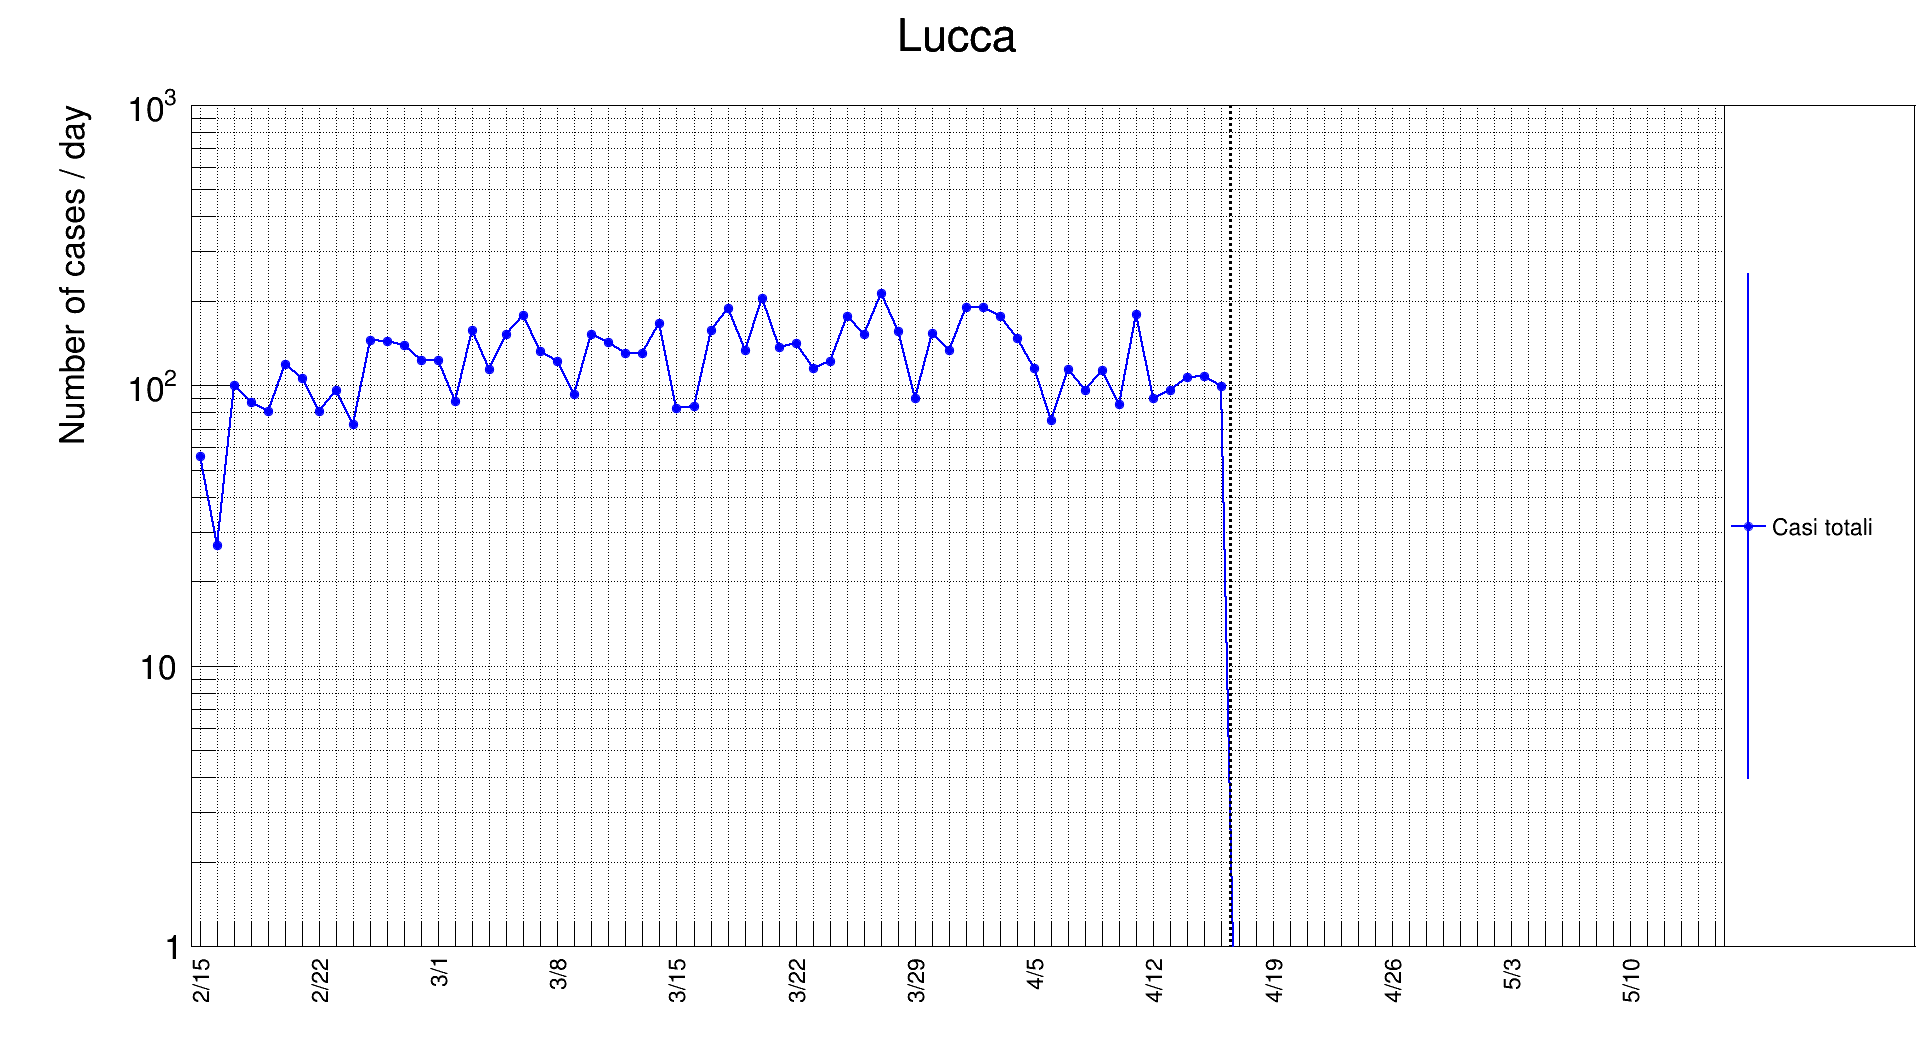 Lucca
Number of cases / day
10³
10²
10
1
2/15 2/22 3/1 3/8 3/15 3/22 3/29 4/5 4/12 4/19 4/26 5/3 5/10
Casi totali